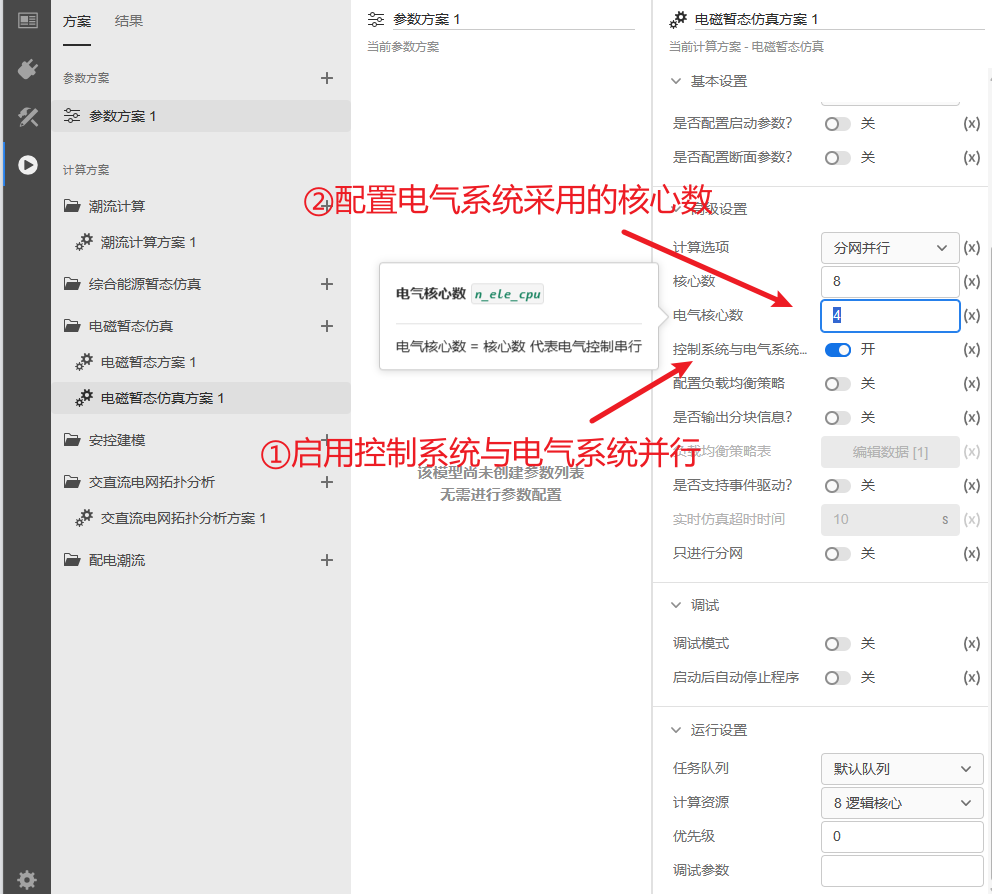 方案
结果
参数方案
参数方案 1
计算方案
潮流计算
潮流计算方案 1
综合能源暂态仿真
电磁暂态仿真
电磁暂态方案 1
电磁暂态仿真方案 1
安控建模
交直流电网拓扑分析
交直流电网拓扑分析方案 1
配电潮流
参数方案 1
当前参数方案
②配置电气系统采用的核心数
电气核心数 n_ele_cpu
电气核心数 = 核心数 代表电气控制串行
①启用控制系统与电气系统并行
该模型尚未创建参数列表
无需进行参数配置
电磁暂态仿真方案 1
当前计算方案 - 电磁暂态仿真
基本设置
是否配置启动参数? 关 (x)
是否配置断面参数? 关 (x)
高级设置
计算选项 分网并行 (x)
核心数 8 (x)
电气核心数 4 (x)
控制系统与电气系统... 开 (x)
配置负载均衡策略 关 (x)
是否输出分块信息? 关 (x)
负载均衡策略表 编辑数据 [1] (x)
是否支持事件驱动? 关 (x)
实时仿真超时时间 10 s (x)
只进行分网 关 (x)
调试
调试模式 关 (x)
启动后自动停止程序 关 (x)
运行设置
任务队列 默认队列
计算资源 8 逻辑核心
优先级 0
调试参数